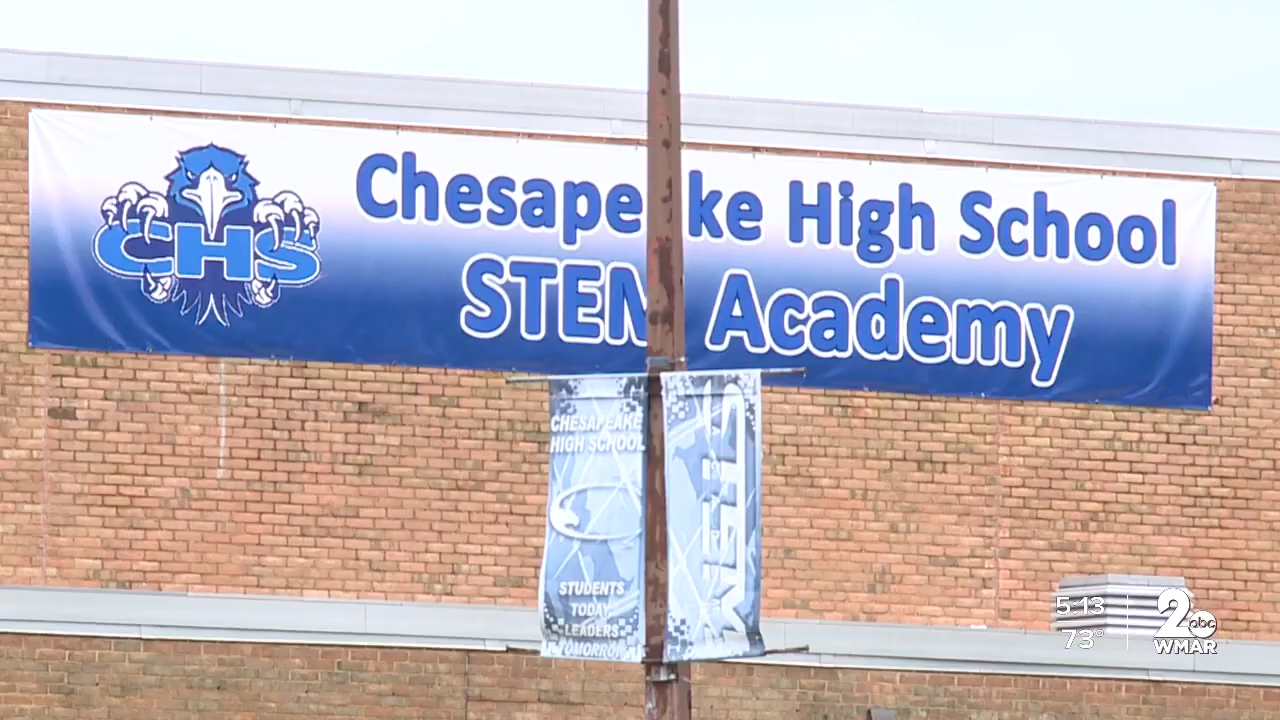 CHS
Chesapeake High School
STEM Academy
CHESAPEAKE
HIGH SCHOOL
STUDENTS
TODAY
LEADERS
TOMORROW
5:13
73°
2 abc
WMAR